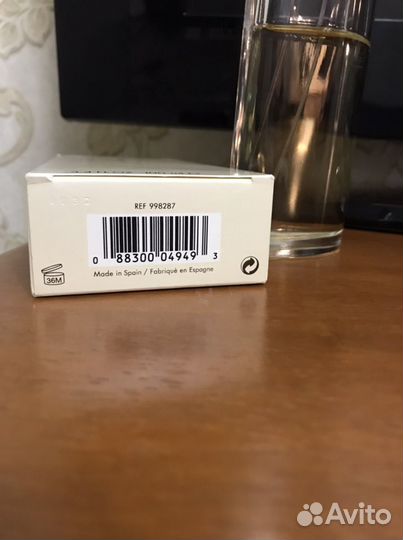 REF 998287
0 88300 04949 3
Made in Spain / Fabriqué en Espagne
36M
Avito